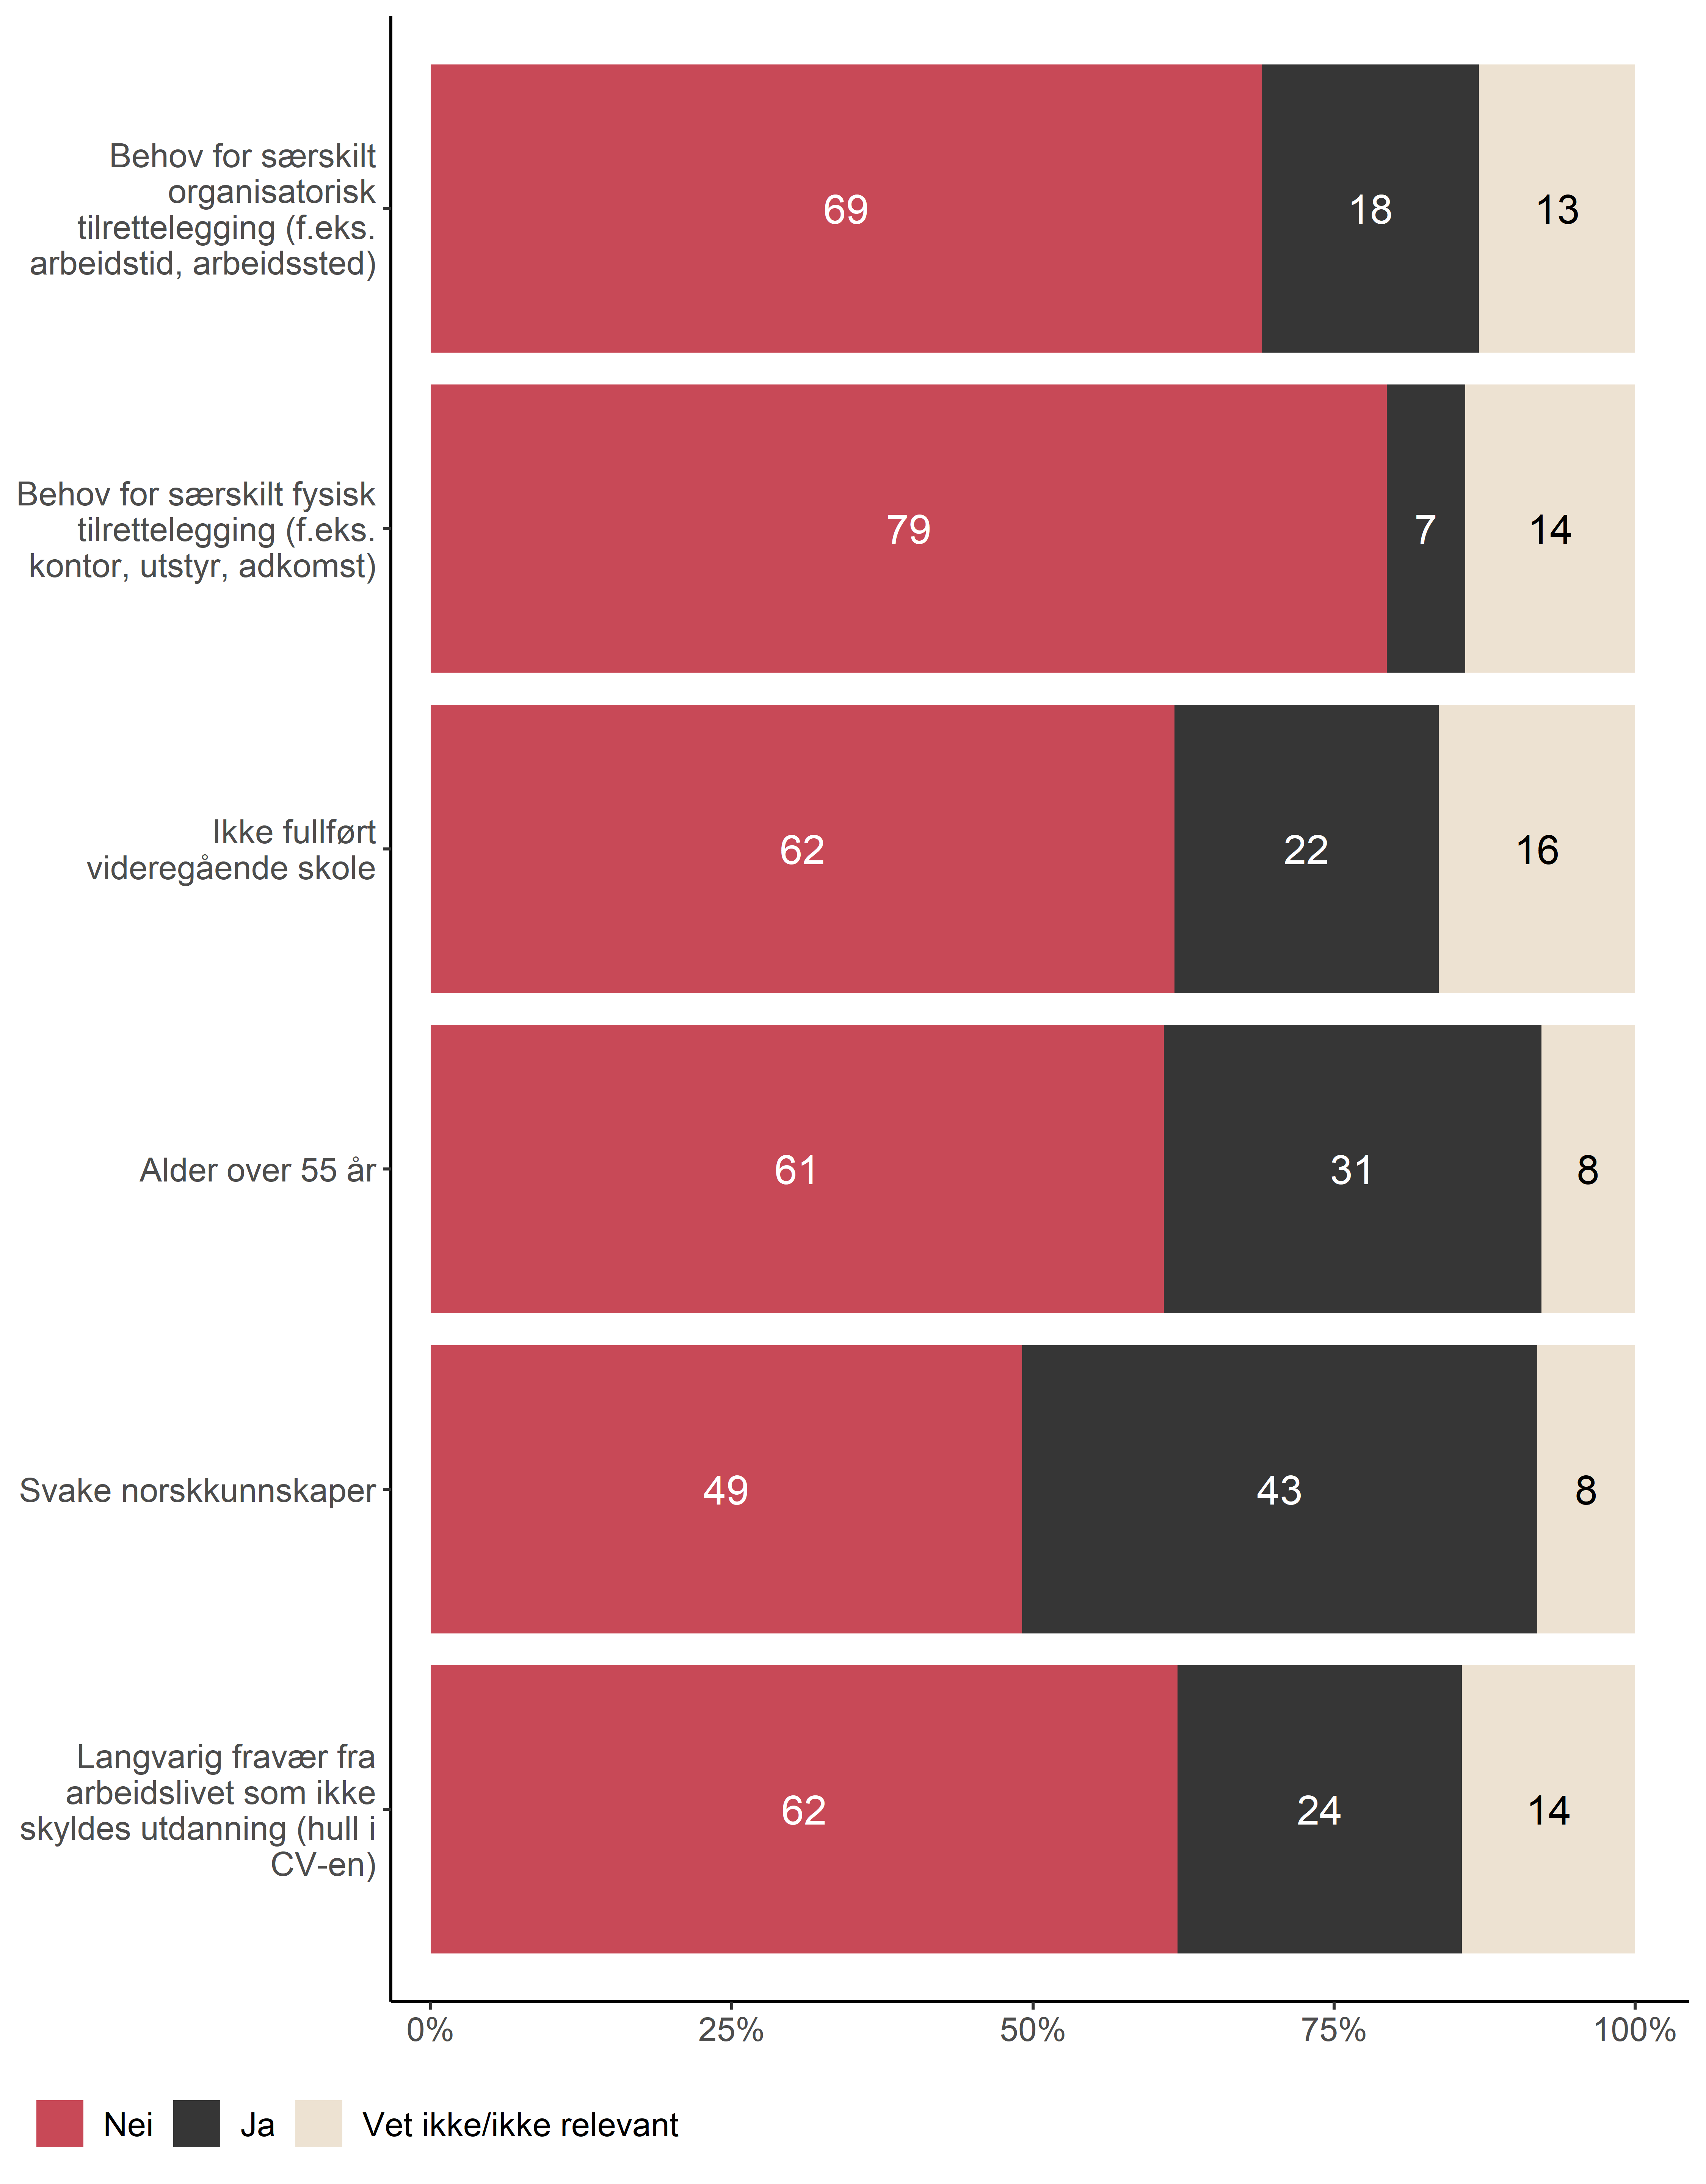 Behov for særskilt
organisatorisk
tilrettelegging (f.eks.
arbeidstid, arbeidssted)
69
18
13
Behov for særskilt fysisk
tilrettelegging (f.eks.
kontor, utstyr, adkomst)
79
7
14
Ikke fullført
videregående skole
62
22
16
Alder over 55 år
61
31
8
Svake norskkunnskaper
49
43
8
Langvarig fravær fra
arbeidslivet som ikke
skyldes utdanning (hull i
CV-en)
62
24
14
0%
25%
50%
75%
100%
Nei
Ja
Vet ikke/ikke relevant